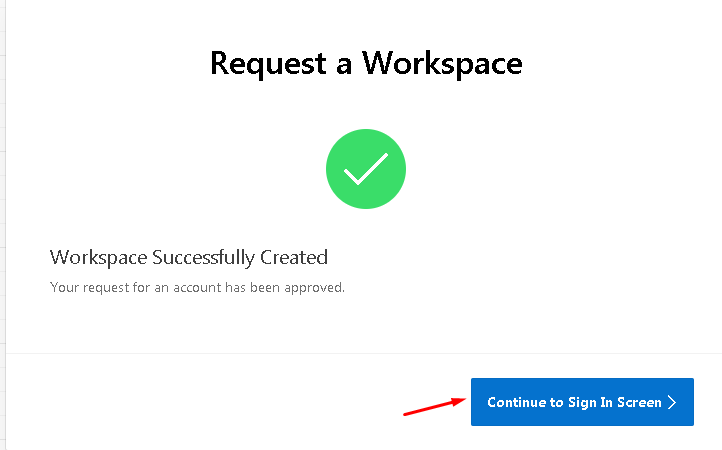 Request a Workspace
Workspace Successfully Created
Your request for an account has been approved.
Continue to Sign In Screen